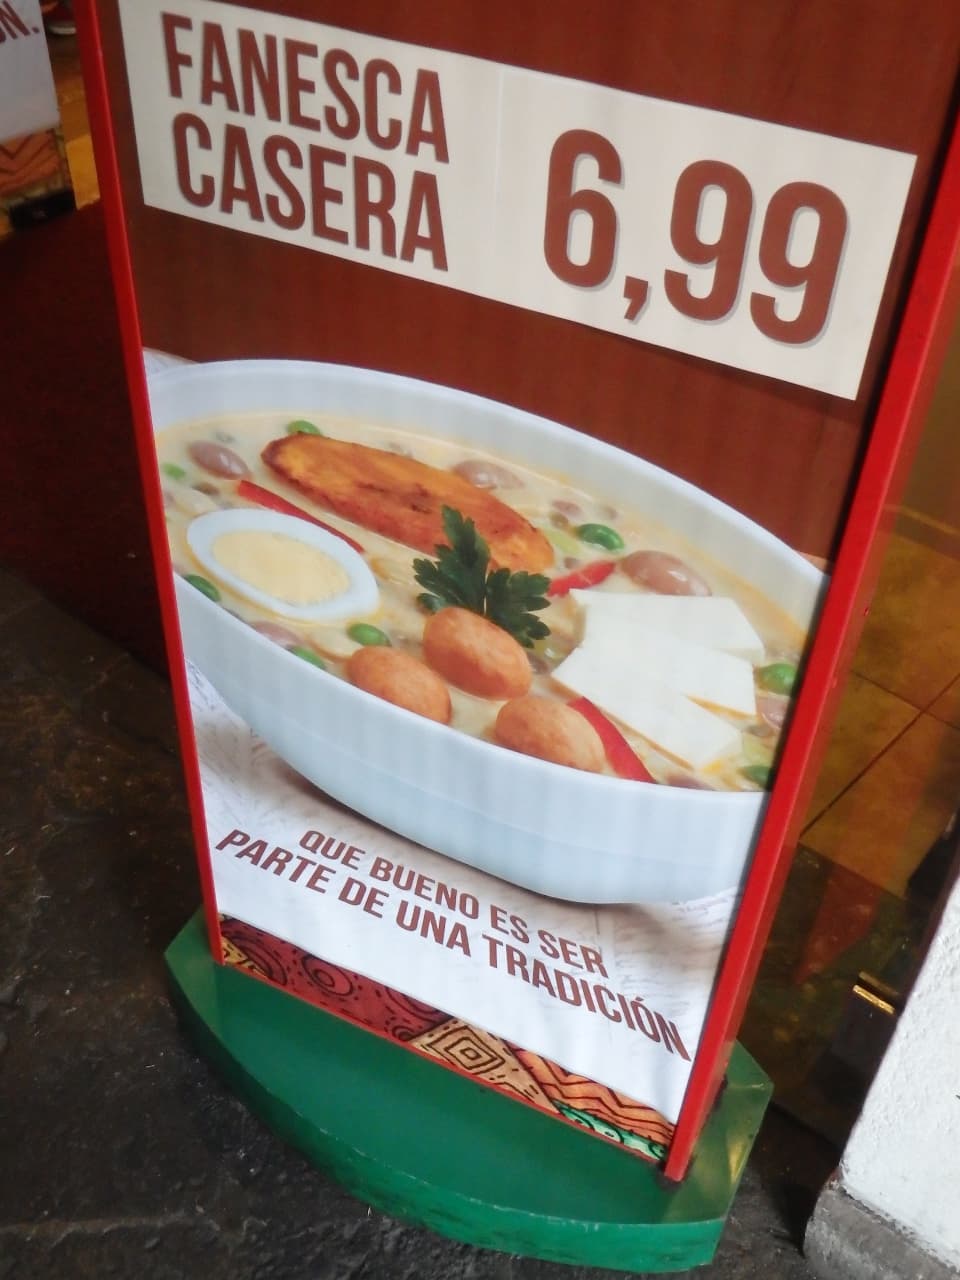 FANESCA
CASERA
6,99
QUE BUENO ES SER
PARTE DE UNA TRADICIÓN